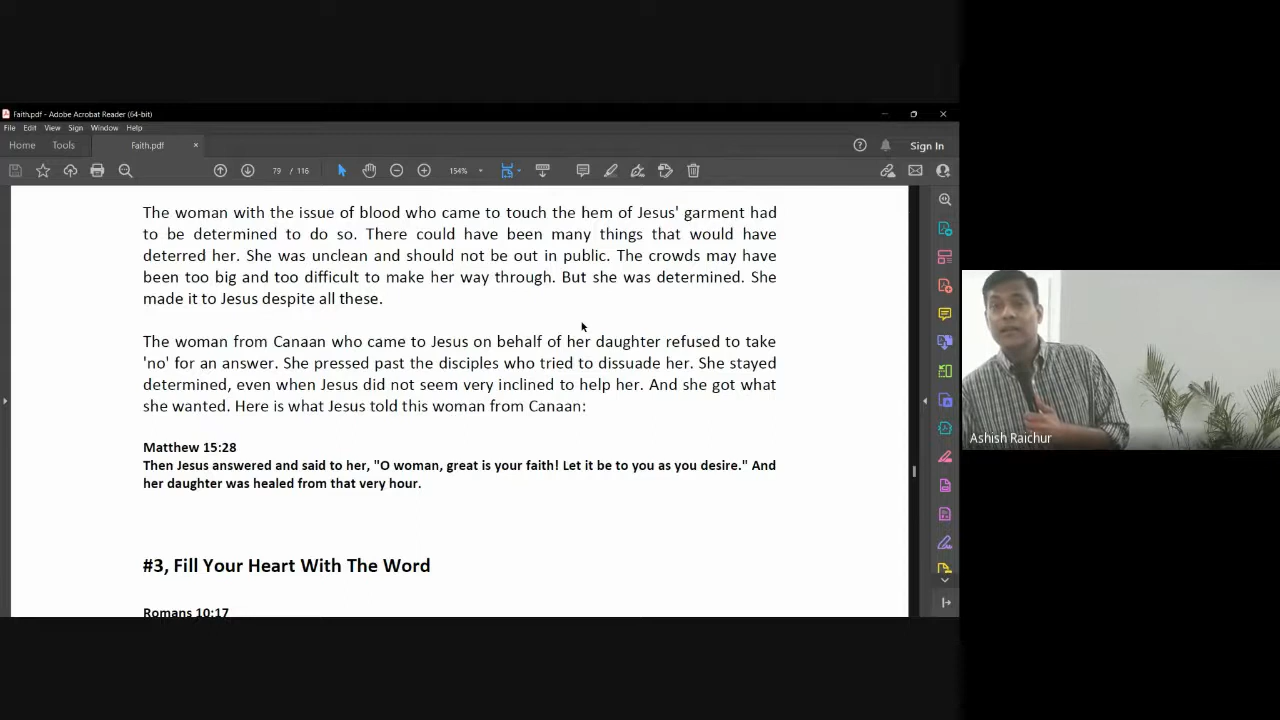 Faith.pdf - Adobe Acrobat Reader (64-bit)
File Edit View Sign Window Help
Home Tools Faith.pdf × Sign In
79 / 116 154%
The woman with the issue of blood who came to touch the hem of Jesus' garment had
to be determined to do so. There could have been many things that would have
deterred her. She was unclean and should not be out in public. The crowds may have
been too big and too difficult to make her way through. But she was determined. She
made it to Jesus despite all these.
The woman from Canaan who came to Jesus on behalf of her daughter refused to take
'no' for an answer. She pressed past the disciples who tried to dissuade her. She stayed
determined, even when Jesus did not seem very inclined to help her. And she got what
she wanted. Here is what Jesus told this woman from Canaan:
Matthew 15:28
Then Jesus answered and said to her, "O woman, great is your faith! Let it be to you as you desire." And
her daughter was healed from that very hour.
#3, Fill Your Heart With The Word
Romans 10:17
Ashish Raichur